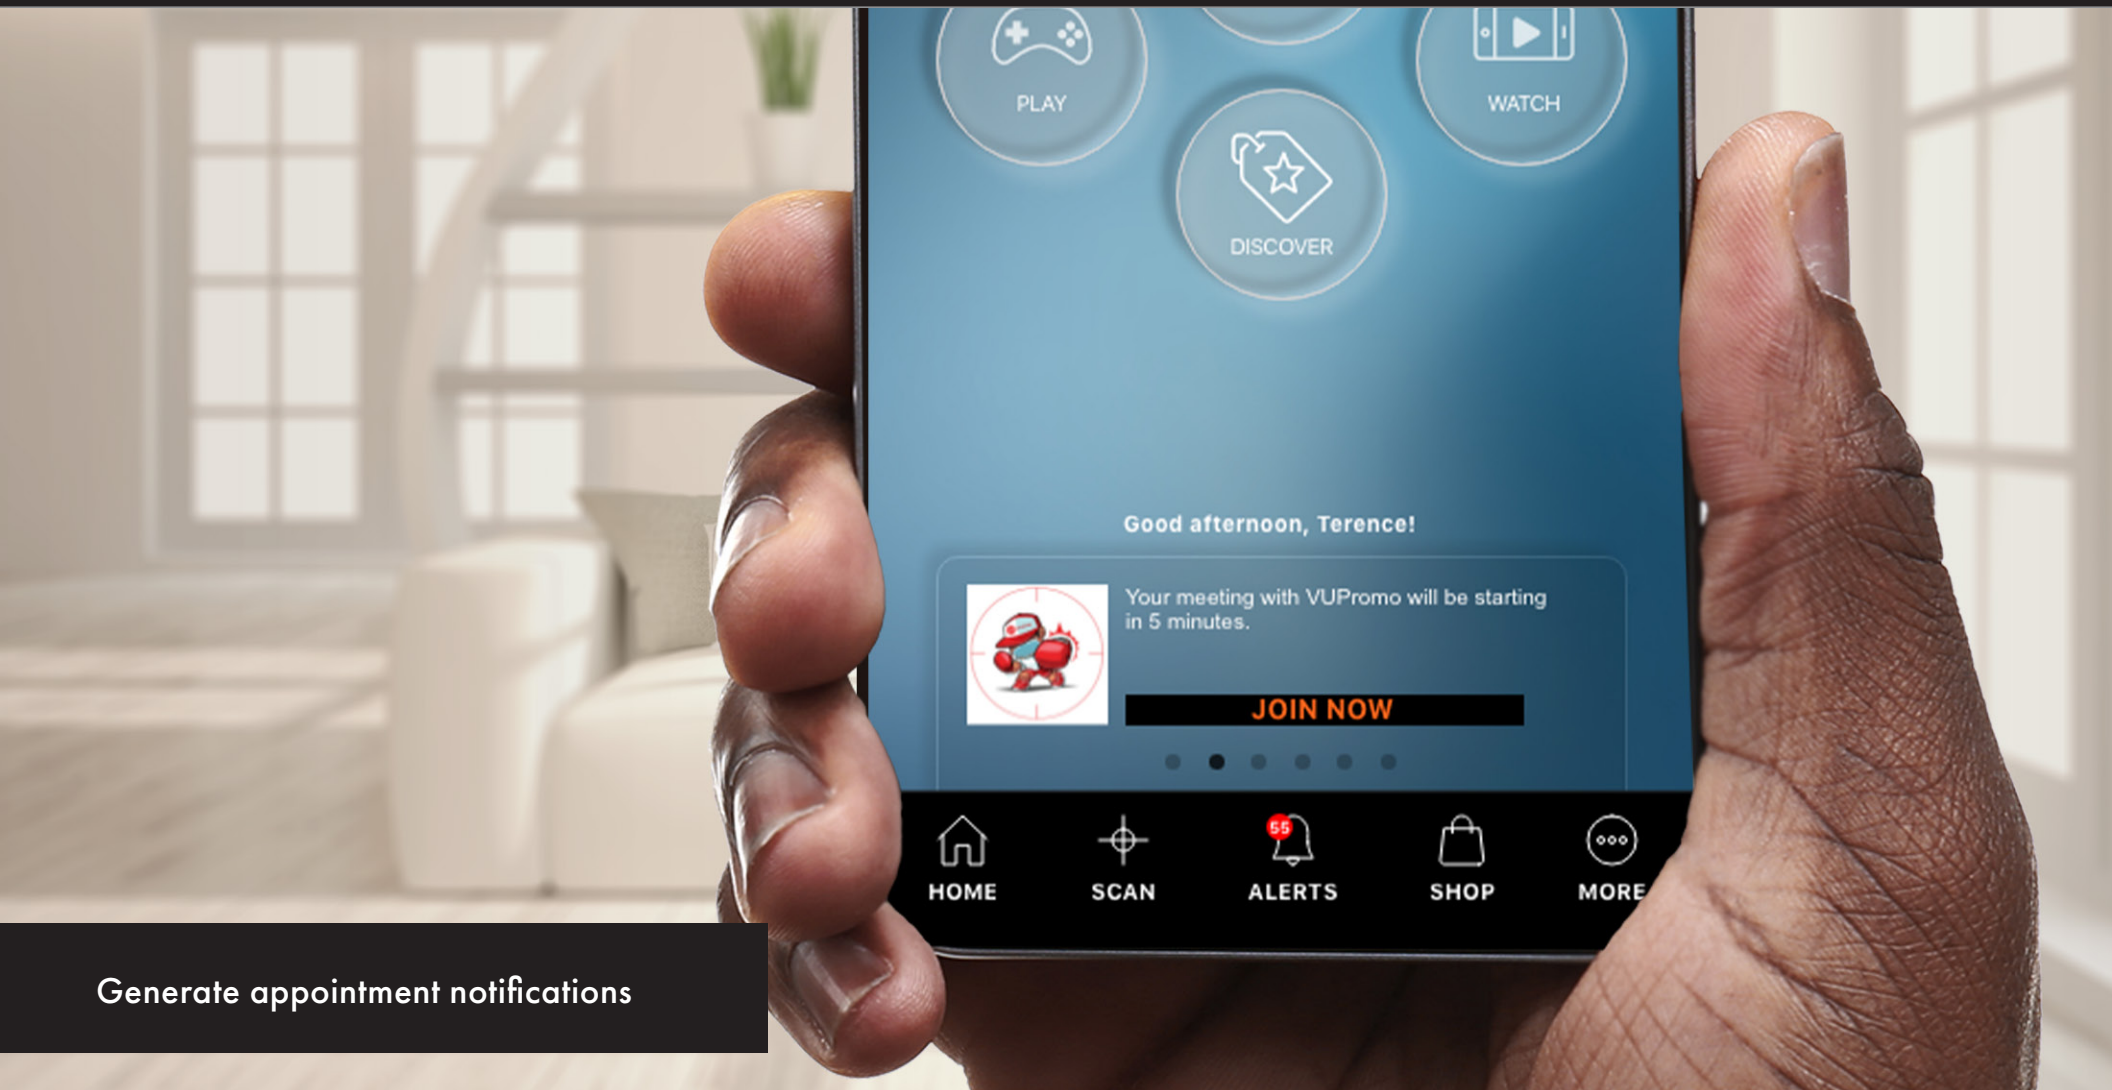 PLAY
WATCH
DISCOVER
Good afternoon, Terence!
Your meeting with VUPromo will be starting
in 5 minutes.
JOIN NOW
55
HOME
SCAN
ALERTS
SHOP
MORE
Generate appointment notifications